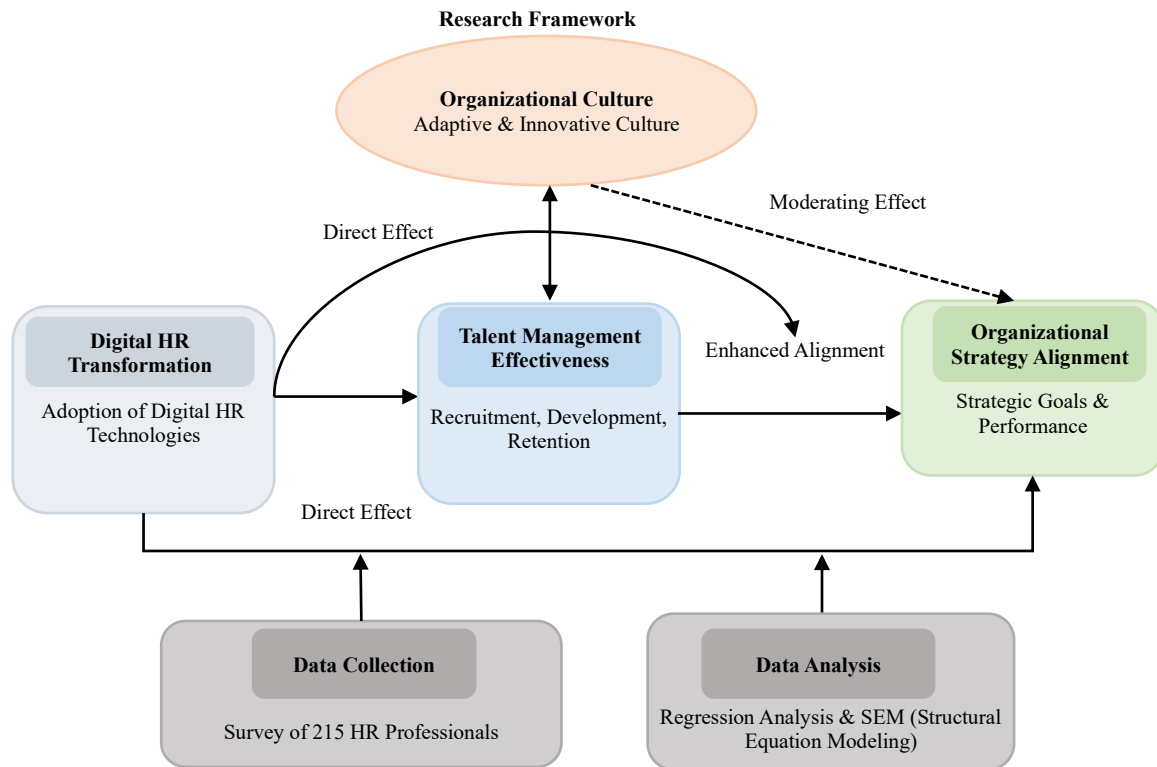 Research Framework
Organizational Culture
Adaptive & Innovative Culture
Moderating Effect
Direct Effect
Digital HR
Transformation
Adoption of Digital HR
Technologies
Talent Management
Effectiveness
Recruitment, Development,
Retention
Enhanced Alignment
Organizational
Strategy Alignment
Strategic Goals &
Performance
Direct Effect
Data Collection
Survey of 215 HR Professionals
Data Analysis
Regression Analysis & SEM (Structural
Equation Modeling)